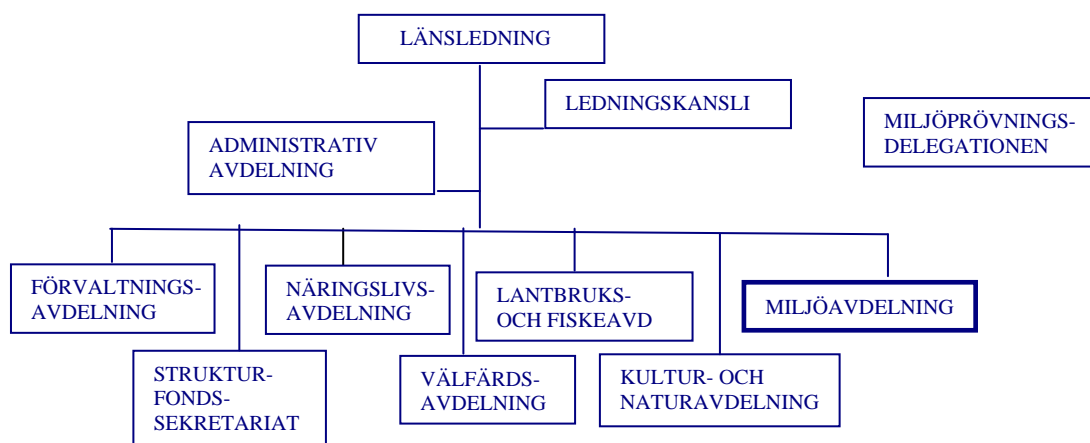 LÄNSLEDNING
LEDNINGSKANSLI
MILJÖPRÖVNINGS-
DELEGATIONEN
ADMINISTRATIV
AVDELNING
FÖRVALTNINGS-
AVDELNING
NÄRINGSLIVS-
AVDELNING
LANTBRUKS-
OCH FISKEAVD
MILJÖAVDELNING
STRUKTUR-
FONDS-
SEKRETARIAT
VÄLFÄRDS-
AVDELNING
KULTUR- OCH
NATURAVDELNING